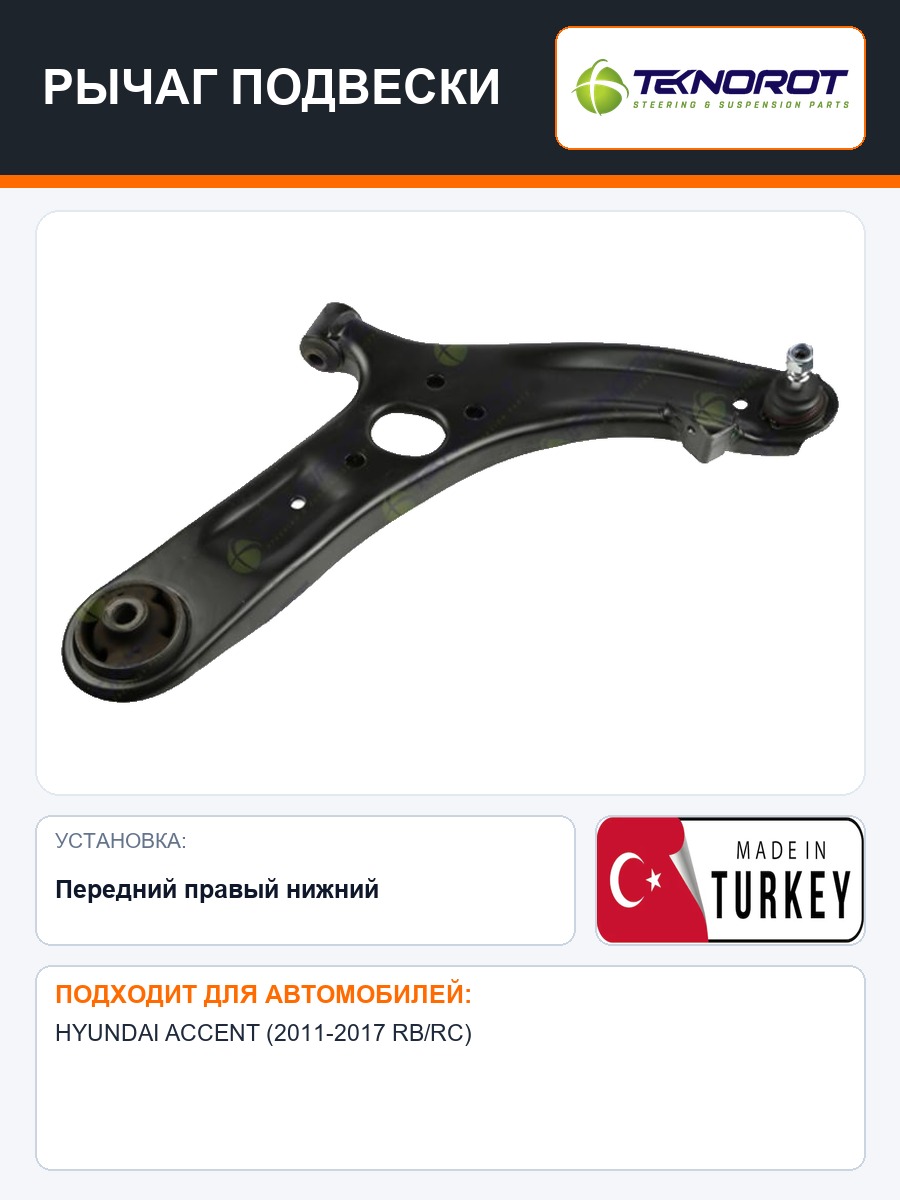 РЫЧАГ ПОДВЕСКИ
TEKNOROT
STEERING & SUSPENSION PARTS
УСТАНОВКА:
Передний правый нижний
MADE IN
TURKEY
ПОДХОДИТ ДЛЯ АВТОМОБИЛЕЙ:
HYUNDAI ACCENT (2011-2017 RB/RC)